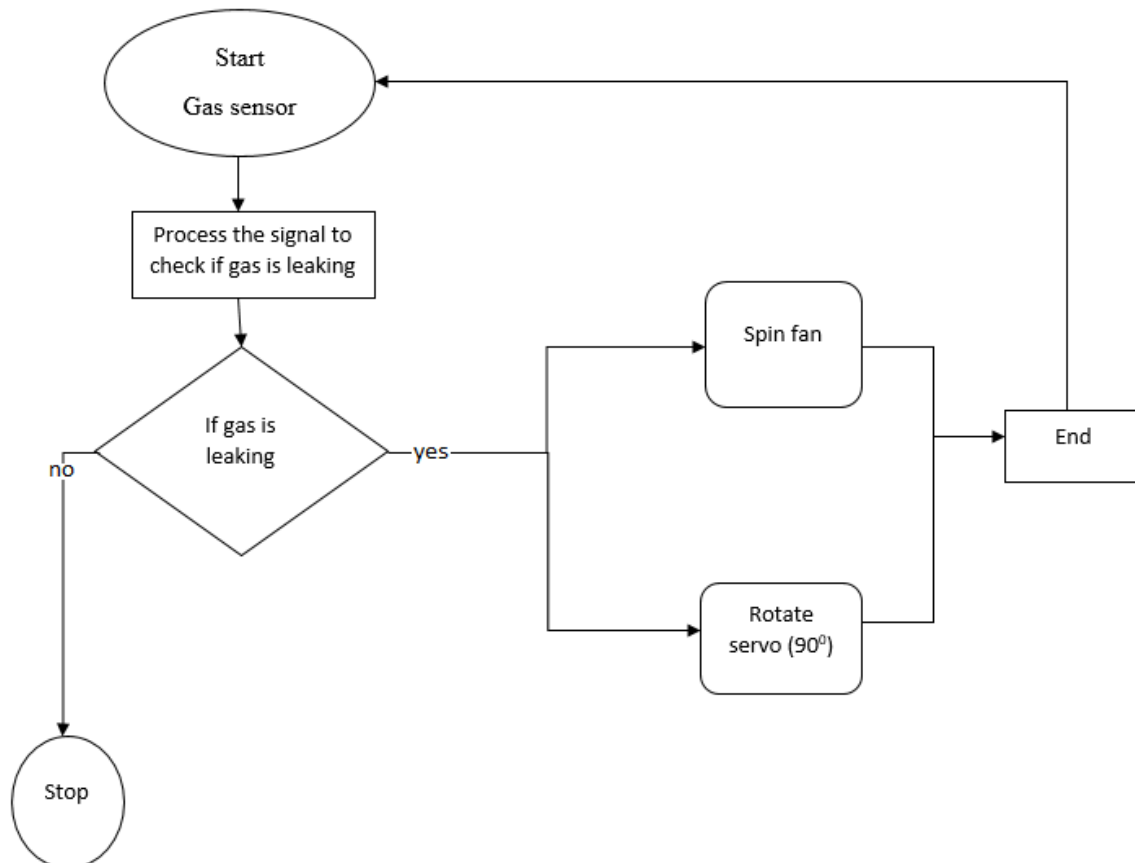 Start
Gas sensor
Process the signal to
check if gas is leaking
If gas is
leaking
no
yes
Spin fan
Rotate
servo (90⁰)
End
Stop